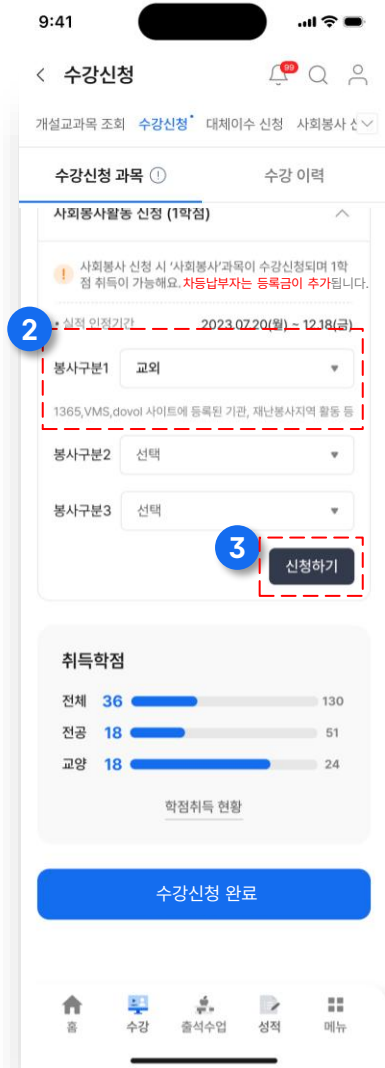 9:41
수강신청
99
개설교과목 조회 수강신청 대체이수 신청 사회봉사 신
수강신청 과목 수강 이력
사회봉사활동 신청 (1학점)
사회봉사 신청 시 '사회봉사'과목이 수강신청되며 1학
점 취득이 가능해요. 차등납부자는 등록금이 추가됩니다.
• 실적 인정기간 2023.07.20(월) ~ 12.18(금)
2
봉사구분1 교외
1365,VMS,dovol 사이트에 등록된 기관, 재난봉사지역 활동 등
봉사구분2 선택
봉사구분3 선택
3
신청하기
취득학점
전체 36 130
전공 18 51
교양 18 24
학점취득 현황
수강신청 완료
홈 수강 출석수업 성적 메뉴